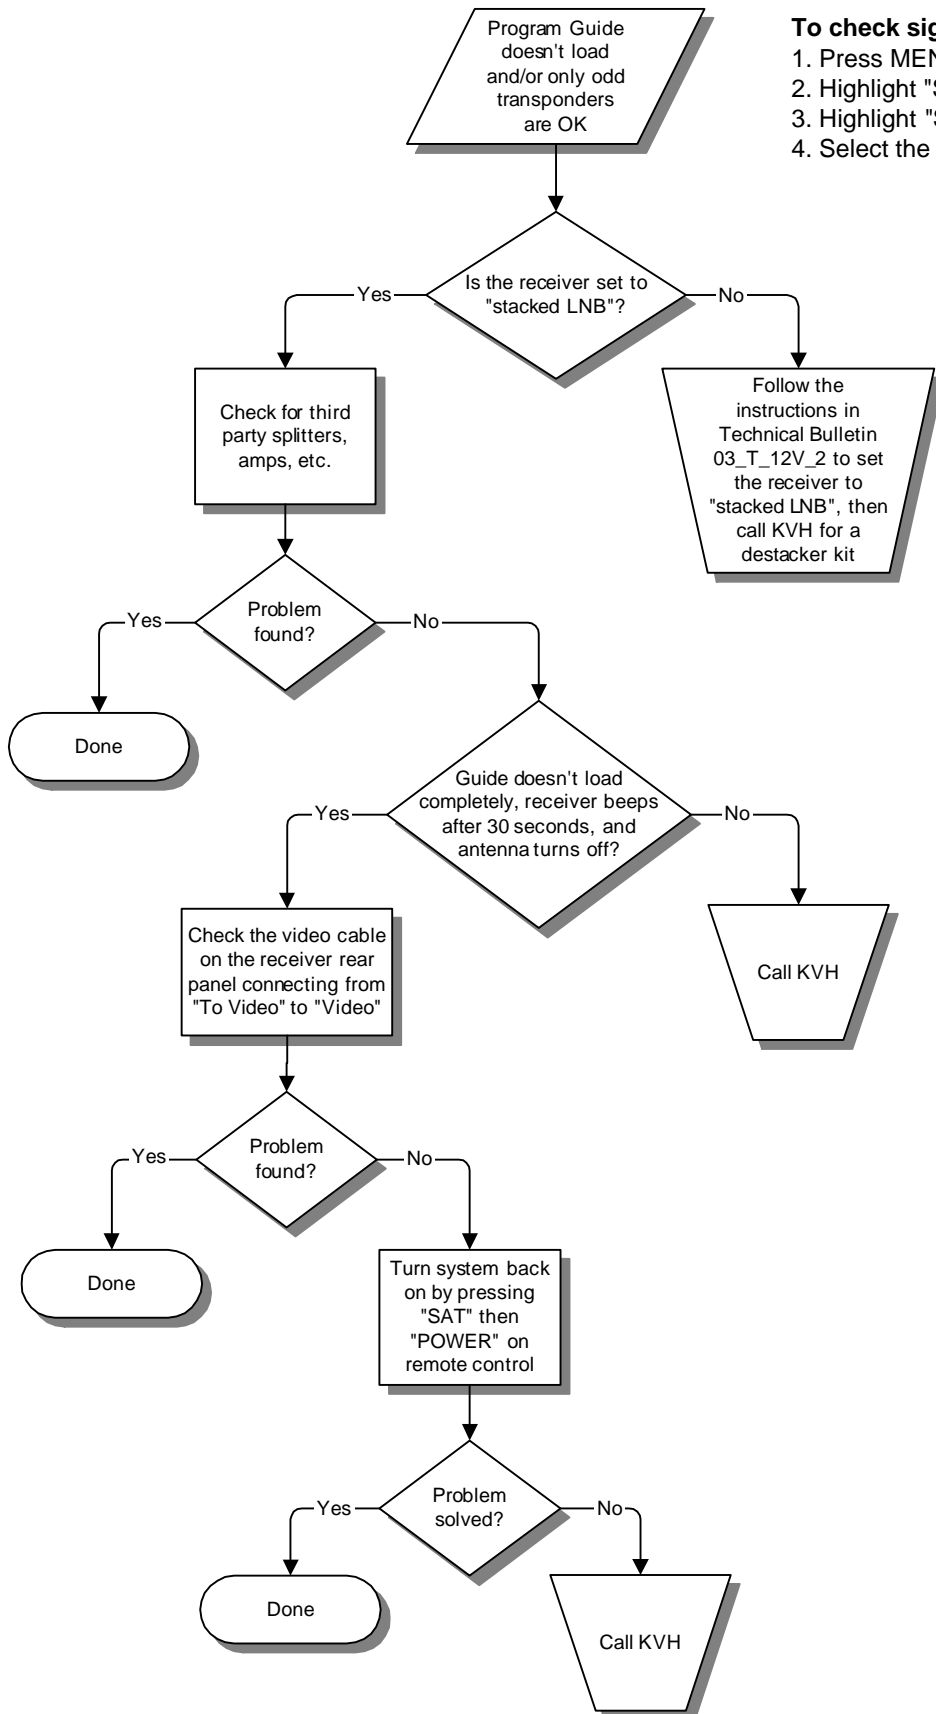 Program Guide
doesn't load
and/or only odd
transponders
are OK
To check
1. Press
2. Highlight
3. Highlight
4. Select the
Is the receiver set to
"stacked LNB"?
Yes
No
Check for third
party splitters,
amps, etc.
Follow the
instructions in
Technical Bulletin
03_T_12V_2 to set
the receiver to
"stacked LNB", then
call KVH for a
destacker kit
Problem
found?
Yes
No
Done
Guide doesn't load
completely, receiver beeps
after 30 seconds, and
antenna turns off?
Yes
No
Check the video cable
on the receiver rear
panel connecting from
"To Video" to "Video"
Call KVH
Problem
found?
Yes
No
Done
Turn system back
on by pressing
"SAT" then
"POWER" on
remote control
Problem
solved?
Yes
No
Done
Call KVH